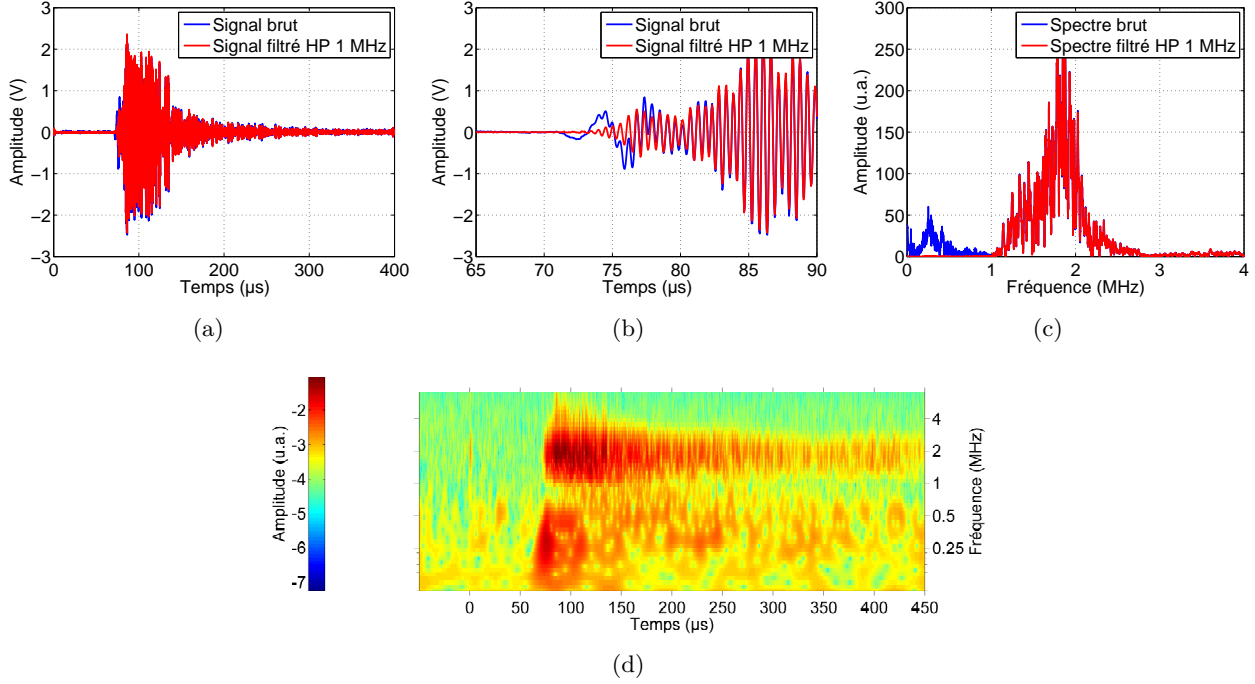 Signal brut
Signal filtré HP 1 MHz
3
2
1
0
−1
−2
−3
Amplitude (V)
0 100 200 300 400
Temps (µs)
(a)
Signal brut
Signal filtré HP 1 MHz
3
2
1
0
−1
−2
−3
Amplitude (V)
65 70 75 80 85 90
Temps (µs)
(b)
Spectre brut
Spectre filtré HP 1 MHz
300
250
200
150
100
50
0
Amplitude (u.a.)
0 1 2 3 4
Fréquence (MHz)
(c)
-2
-3
-4
-5
-6
-7
Amplitude (u.a.)
4
2
1
0.5
0.25
Fréquence (MHz)
0 50 100 150 200 250 300 350 400 450
Temps (µs)
(d)